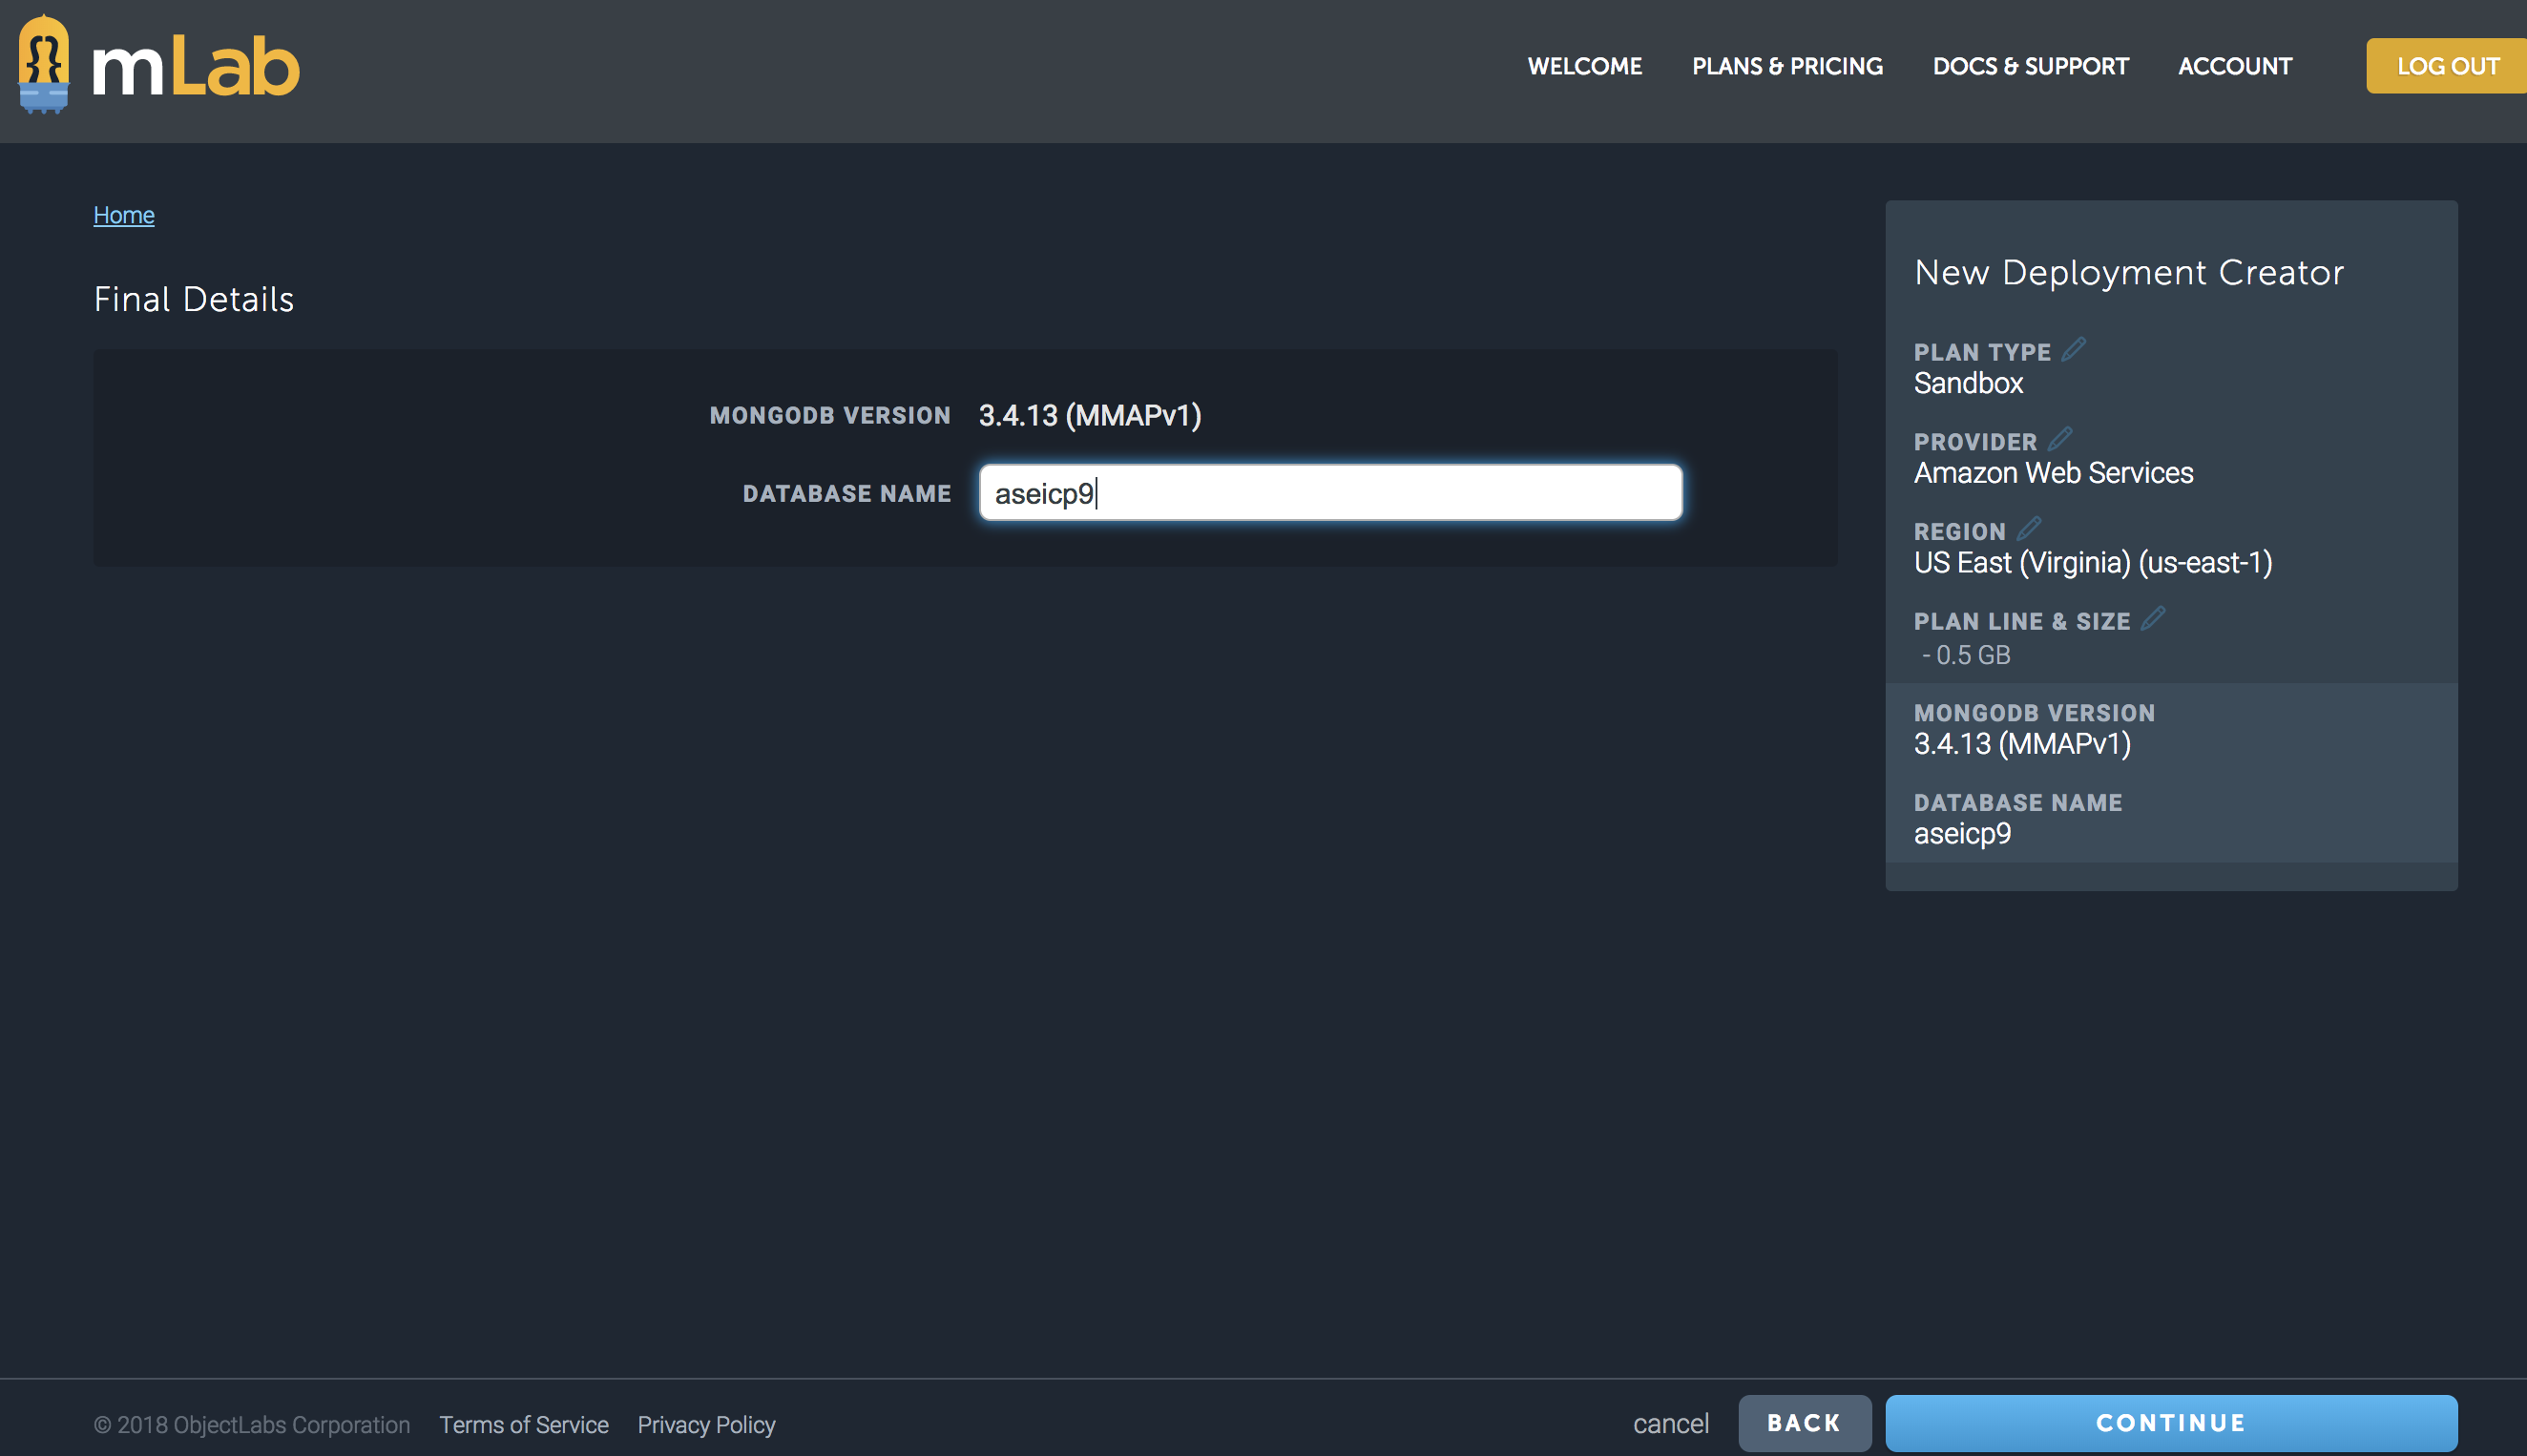 mLab
WELCOME PLANS & PRICING DOCS & SUPPORT ACCOUNT LOG OUT
Home
Final Details
MONGODB VERSION 3.4.13 (MMAPv1)
DATABASE NAME aseicp9
New Deployment Creator
PLAN TYPE
Sandbox
PROVIDER
Amazon Web Services
REGION
US East (Virginia) (us-east-1)
PLAN LINE & SIZE
- 0.5 GB
MONGODB VERSION
3.4.13 (MMAPv1)
DATABASE NAME
aseicp9
© 2018 ObjectLabs Corporation Terms of Service Privacy Policy cancel BACK CONTINUE